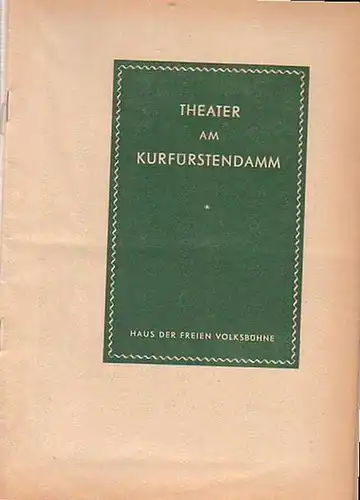 THEATER
AM
KURFÜRSTENDAMM
*
HAUS DER FREIEN VOLKSBÜHNE